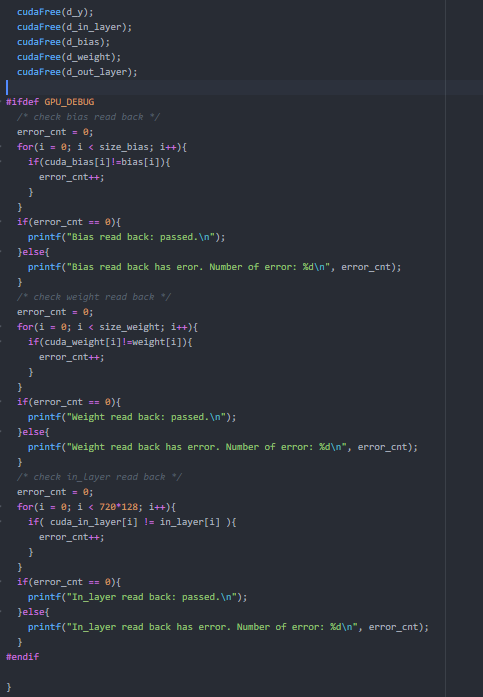 cudaFree(d_y);
cudaFree(d_in_layer);
cudaFree(d_bias);
cudaFree(d_weight);
cudaFree(d_out_layer);
#ifdef GPU_DEBUG
/* check bias read back */
error_cnt = 0;
for(i = 0; i < size_bias; i++){
if(cuda_bias[i]!=bias[i]){
error_cnt++;
}
}
if(error_cnt == 0){
printf("Bias read back: passed.\n");
}else{
printf("Bias read back has eror. Number of error: %d\n", error_cnt);
}
/* check weight read back */
error_cnt = 0;
for(i = 0; i < size_weight; i++){
if(cuda_weight[i]!=weight[i]){
error_cnt++;
}
}
if(error_cnt == 0){
printf("Weight read back: passed.\n");
}else{
printf("Weight read back has error. Number of error: %d\n", error_cnt);
}
/* check in_layer read back */
error_cnt = 0;
for(i = 0; i < 720*128; i++){
if( cuda_in_layer[i] != in_layer[i] ){
error_cnt++;
}
}
if(error_cnt == 0){
printf("In_layer read back: passed.\n");
}else{
printf("In_layer read back has error. Number of error: %d\n", error_cnt);
}
#endif
}